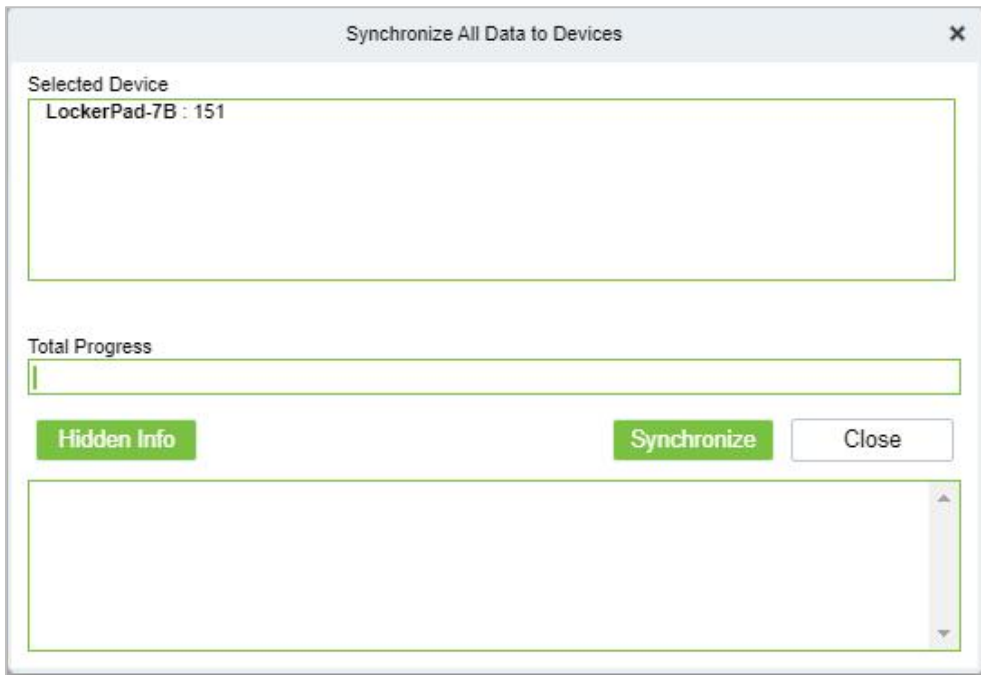 Synchronize All Data to Devices
Selected Device
LockerPad-7B : 151
Total Progress
Hidden Info
Synchronize
Close